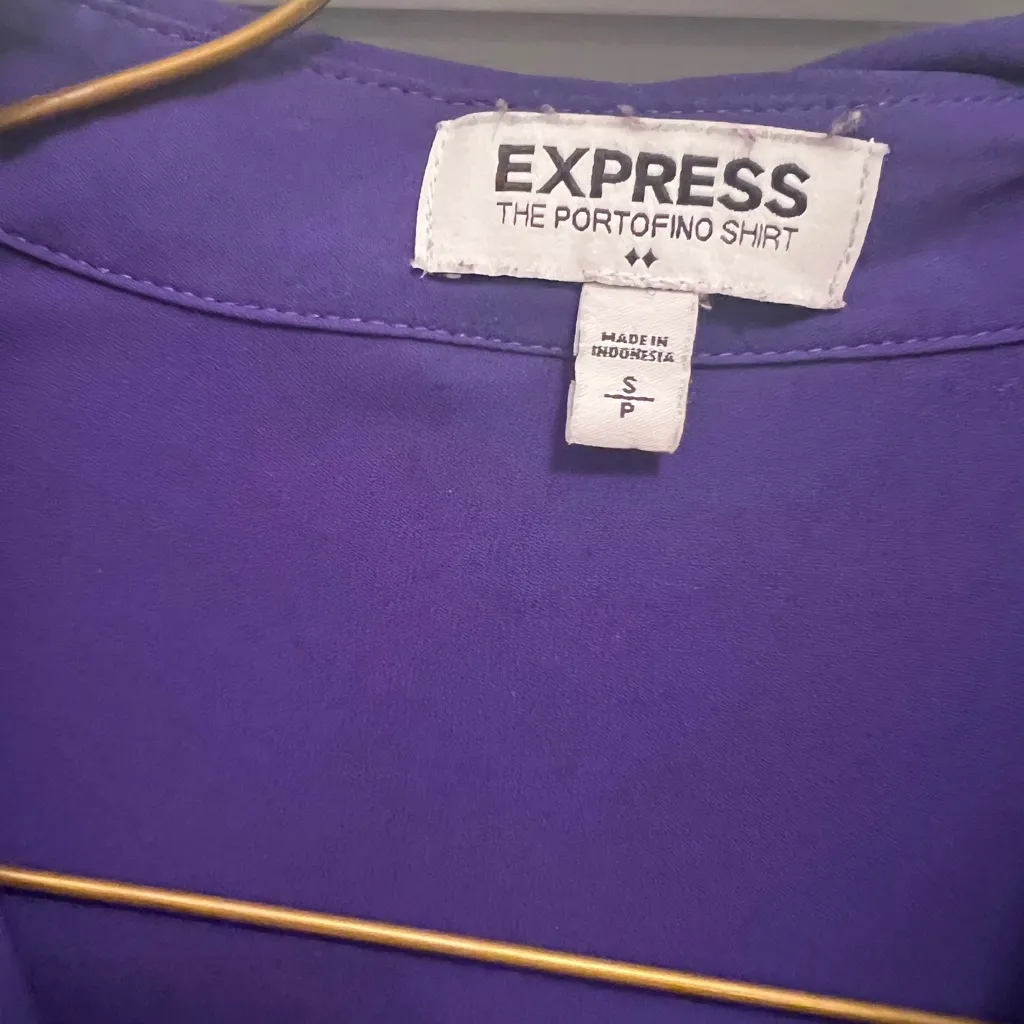 EXPRESS
THE PORTOFINO SHIRT
MADE IN
INDONESIA
S
P